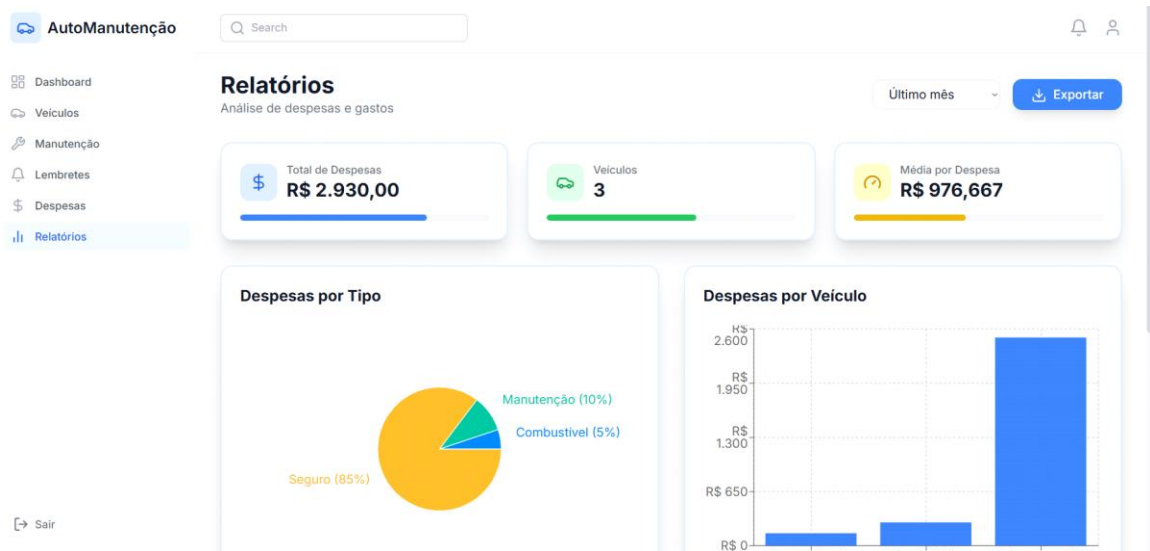 AutoManutenção
Search
Dashboard
Veículos
Manutenção
Lembretes
Despesas
Relatórios
Sair
Relatórios
Análise de despesas e gastos
Último mês
Exportar
Total de Despesas
R$ 2.930,00
Veículos
3
Média por Despesa
R$ 976,667
Despesas por Tipo
Manutenção (10%)
Combustível (5%)
Seguro (85%)
Despesas por Veículo
R$
2.600
R$
1.950
R$
1.300
R$ 650
R$ 0